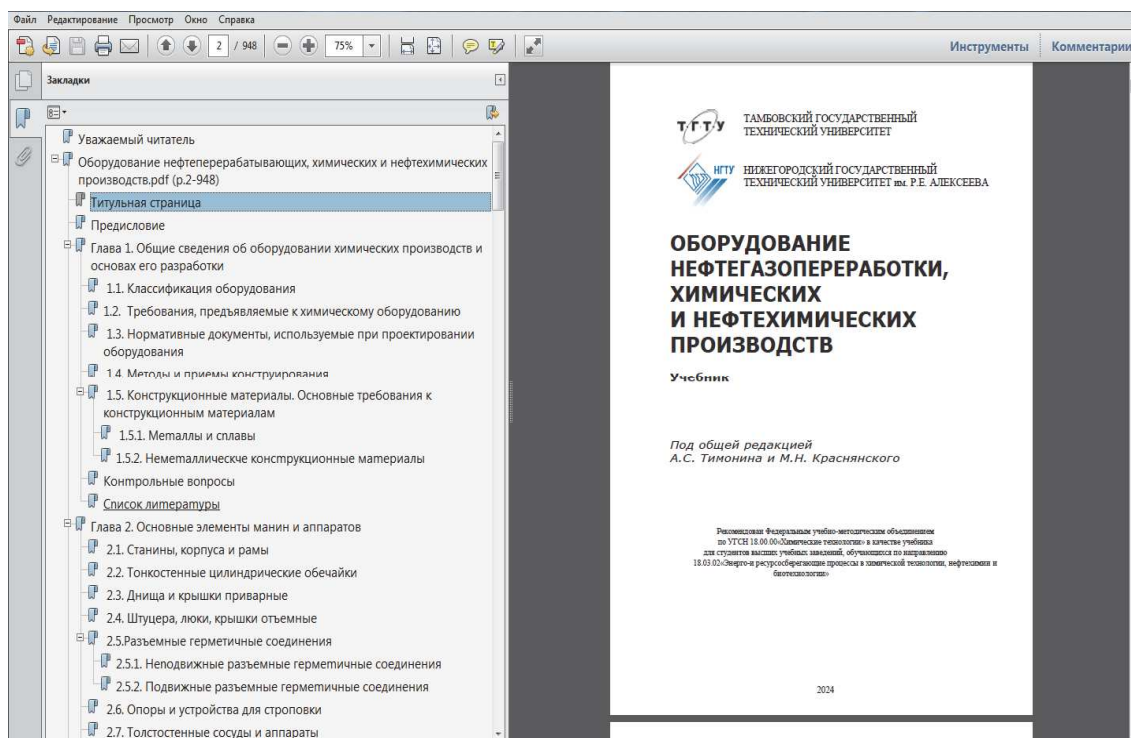 Файл Редактирование Просмотр Окно Справка
2 / 948 75% Инструменты Комментарии
Закладки
Уважаемый читатель
Оборудование нефтеперерабатывающих, химических и нефтехимических
производств.pdf (p.2-948)
Титульная страница
Предисловие
Глава 1. Общие сведения об оборудовании химических производств и
основах его разработки
1.1. Классификация оборудования
1.2. Требования, предъявляемые к химическому оборудованию
1.3. Нормативные документы, используемые при проектировании
оборудования
1.4. Методы и приемы конструирования
1.5. Конструкционные материалы. Основные требования к
конструкционным материалам
1.5.1. Металлы и сплавы
1.5.2. Неметаллическче конструкционные материалы
Контрольные вопросы
Список литературы
Глава 2. Основные элементы манин и аппаратов
2.1. Станины, корпуса и рамы
2.2. Тонкостенные цилиндрические обечайки
2.3. Днища и крышки приварные
2.4. Штуцера, люки, крышки отъемные
2.5.Разъемные герметичные соединения
2.5.1. Неподвижные разъемные герметичные соединения
2.5.2. Подвижные разъемные герметичные соединения
2.6. Опоры и устройства для строповки
2.7. Толстостенные сосуды и аппараты
ТГТУ
ТАМБОВСКИЙ ГОСУДАРСТВЕННЫЙ
ТЕХНИЧЕСКИЙ УНИВЕРСИТЕТ
НГТУ
НИЖЕГОРОДСКИЙ ГОСУДАРСТВЕННЫЙ
ТЕХНИЧЕСКИЙ УНИВЕРСИТЕТ им. Р.Е. АЛЕКСЕЕВА
ОБОРУДОВАНИЕ
НЕФТЕГАЗОПЕРЕРАБОТКИ,
ХИМИЧЕСКИХ
И НЕФТЕХИМИЧЕСКИХ
ПРОИЗВОДСТВ
Учебник
Под общей редакцией
А.С. Тимонина и М.Н. Краснянского
Рекомендован Федеральным учебно-методическим объединением
по УГСН 18.00.00«Химические технологии» в качестве учебника
для студентов высших учебных заведений, обучающихся по направлению
18.03.02«Энерго-и ресурсосберегающие процессы в химической технологии, нефтехимии и
биотехнологии»
2024